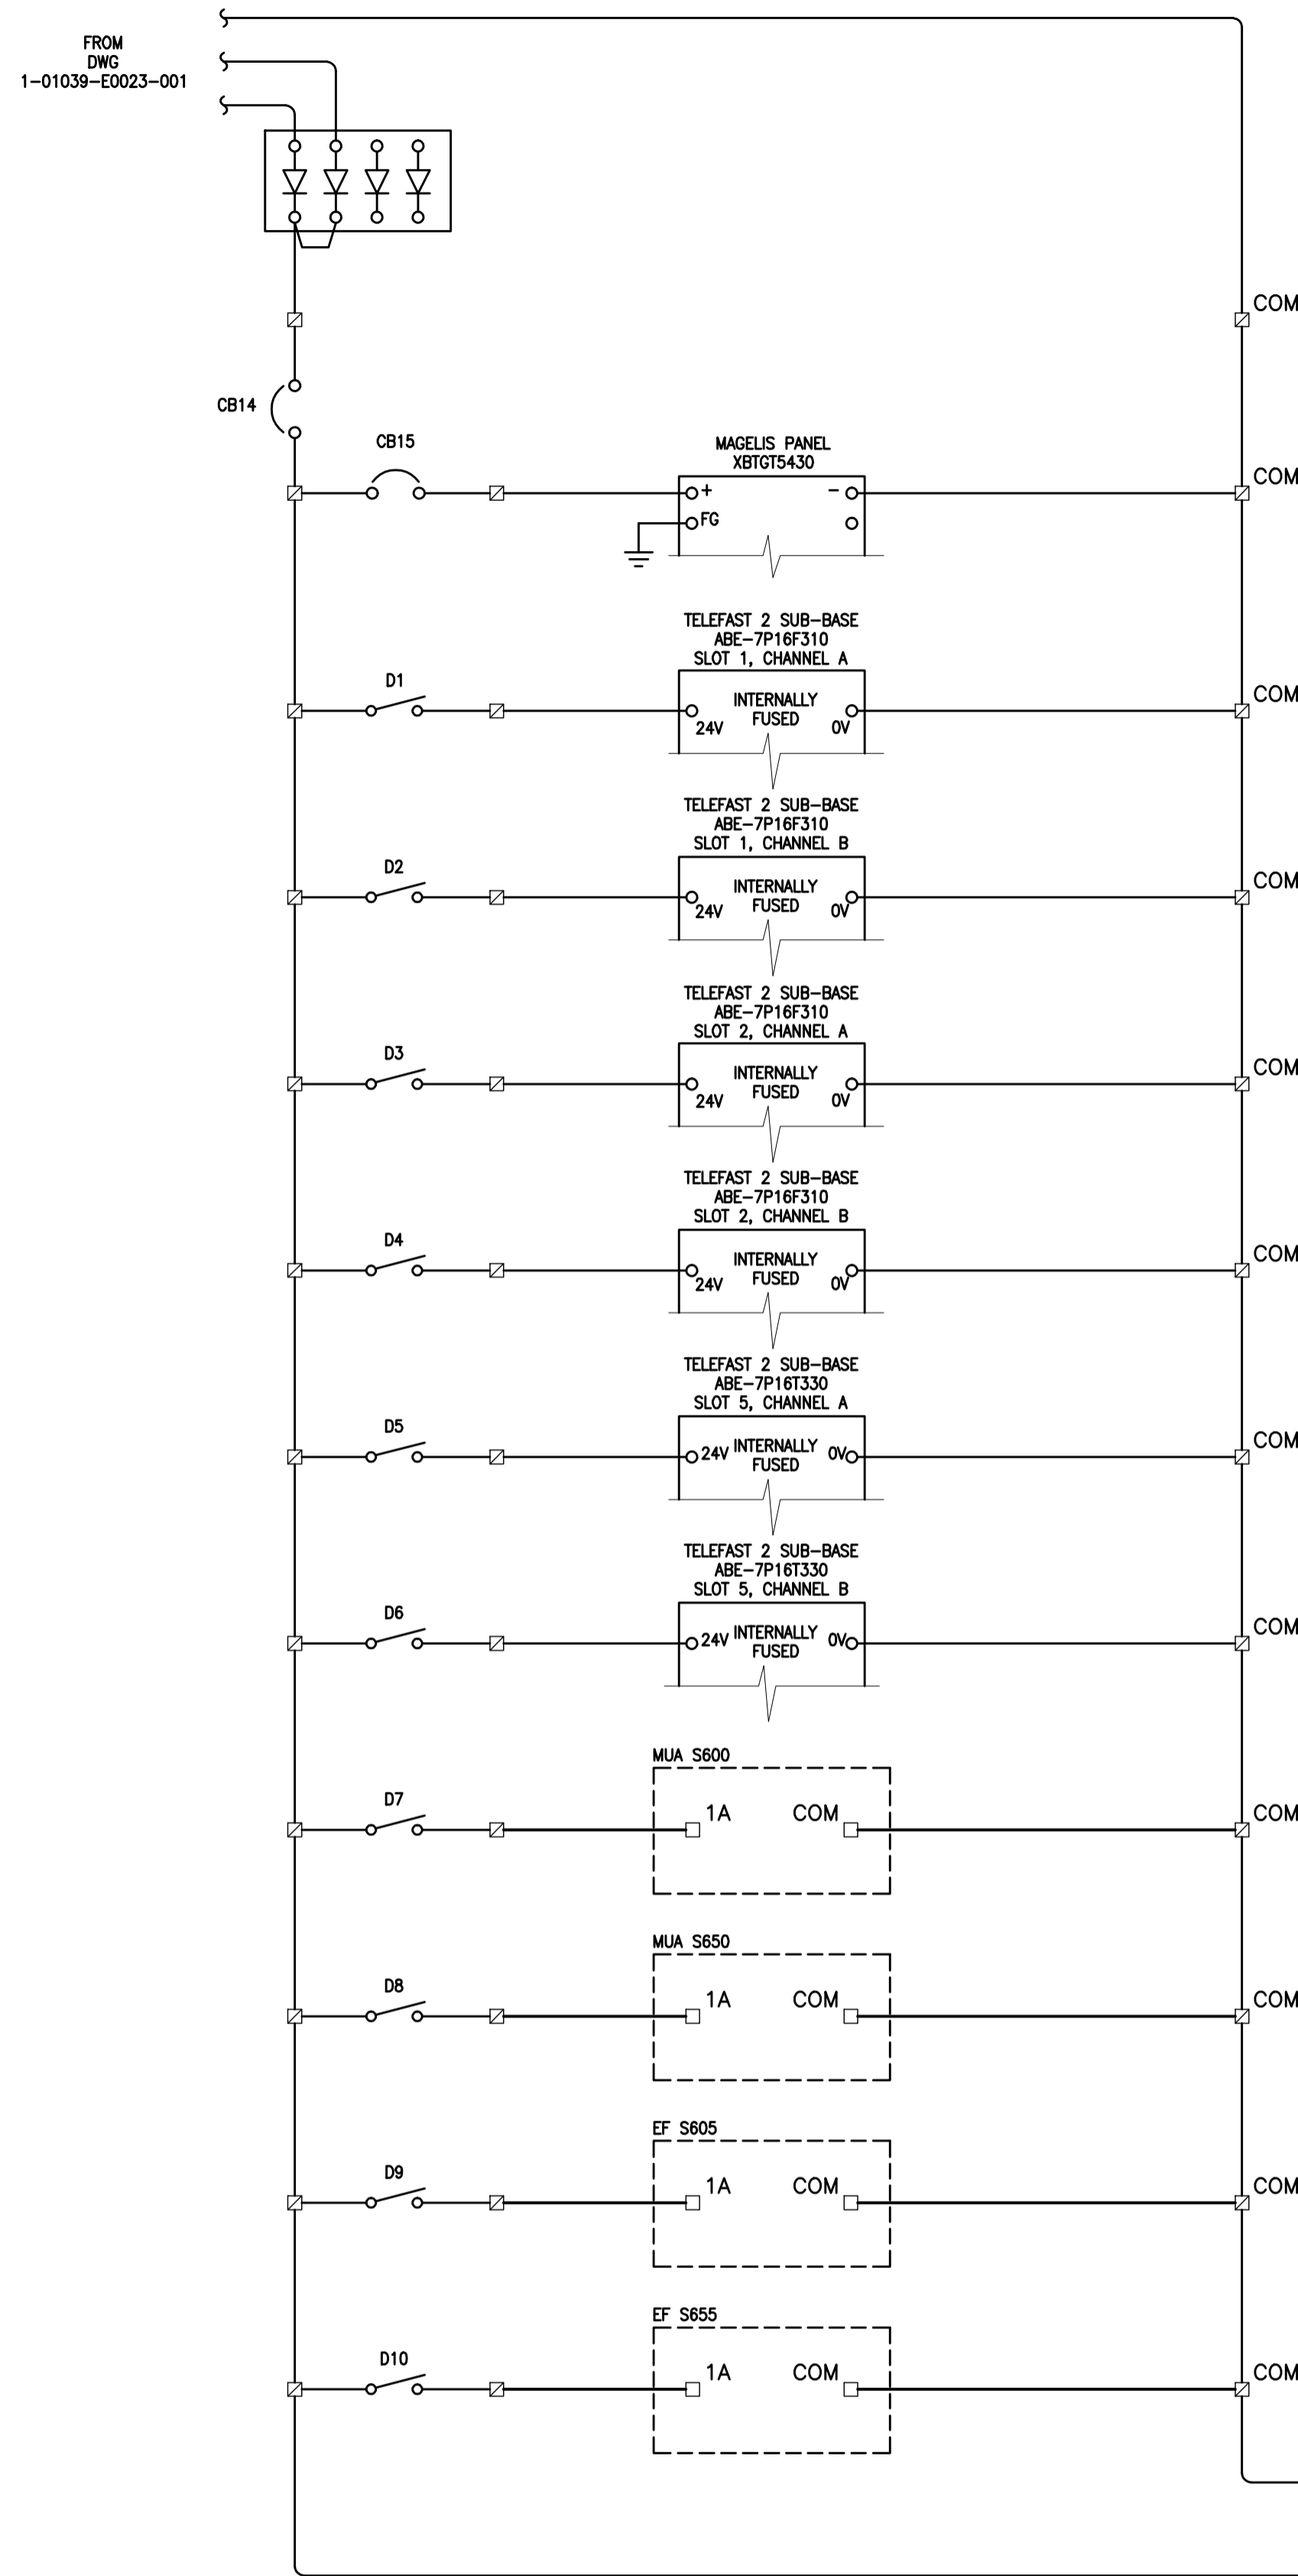 FROM
DWG
1-01039-E0023-001
COM
CB14
CB15
MAGELIS PANEL
XBTGT5430
+
-
FG
COM
TELEFAST 2 SUB-BASE
ABE-7P16F310
SLOT 1, CHANNEL A
D1
INTERNALLY
FUSED
24V
0V
COM
TELEFAST 2 SUB-BASE
ABE-7P16F310
SLOT 1, CHANNEL B
D2
INTERNALLY
FUSED
24V
0V
COM
TELEFAST 2 SUB-BASE
ABE-7P16F310
SLOT 2, CHANNEL A
D3
INTERNALLY
FUSED
24V
0V
COM
TELEFAST 2 SUB-BASE
ABE-7P16F310
SLOT 2, CHANNEL B
D4
INTERNALLY
FUSED
24V
0V
COM
TELEFAST 2 SUB-BASE
ABE-7P16T330
SLOT 5, CHANNEL A
D5
24V
INTERNALLY
FUSED
0V
COM
TELEFAST 2 SUB-BASE
ABE-7P16T330
SLOT 5, CHANNEL B
D6
24V
INTERNALLY
FUSED
0V
COM
MUA S600
D7
1A
COM
COM
MUA S650
D8
1A
COM
COM
EF S605
D9
1A
COM
COM
EF S655
D10
1A
COM
COM